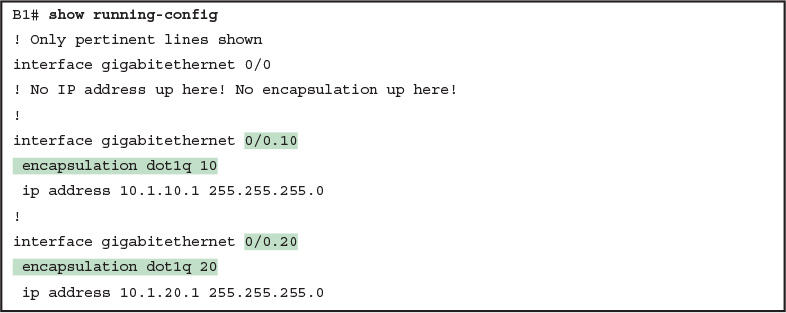 B1# show running-config
! Only pertinent lines shown
interface gigabitethernet 0/0
! No IP address up here! No encapsulation up here!
!
interface gigabitethernet 0/0.10
 encapsulation dot1q 10
 ip address 10.1.10.1 255.255.255.0
!
interface gigabitethernet 0/0.20
 encapsulation dot1q 20
 ip address 10.1.20.1 255.255.255.0